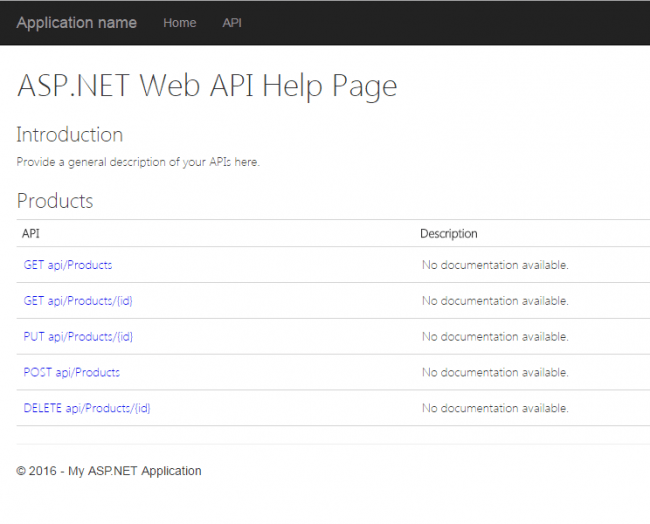 Application name Home API
ASP.NET Web API Help Page
Introduction
Provide a general description of your APIs here.
Products
API Description
GET api/Products No documentation available.
GET api/Products/{id} No documentation available.
PUT api/Products/{id} No documentation available.
POST api/Products No documentation available.
DELETE api/Products/{id} No documentation available.
© 2016 - My ASP.NET Application